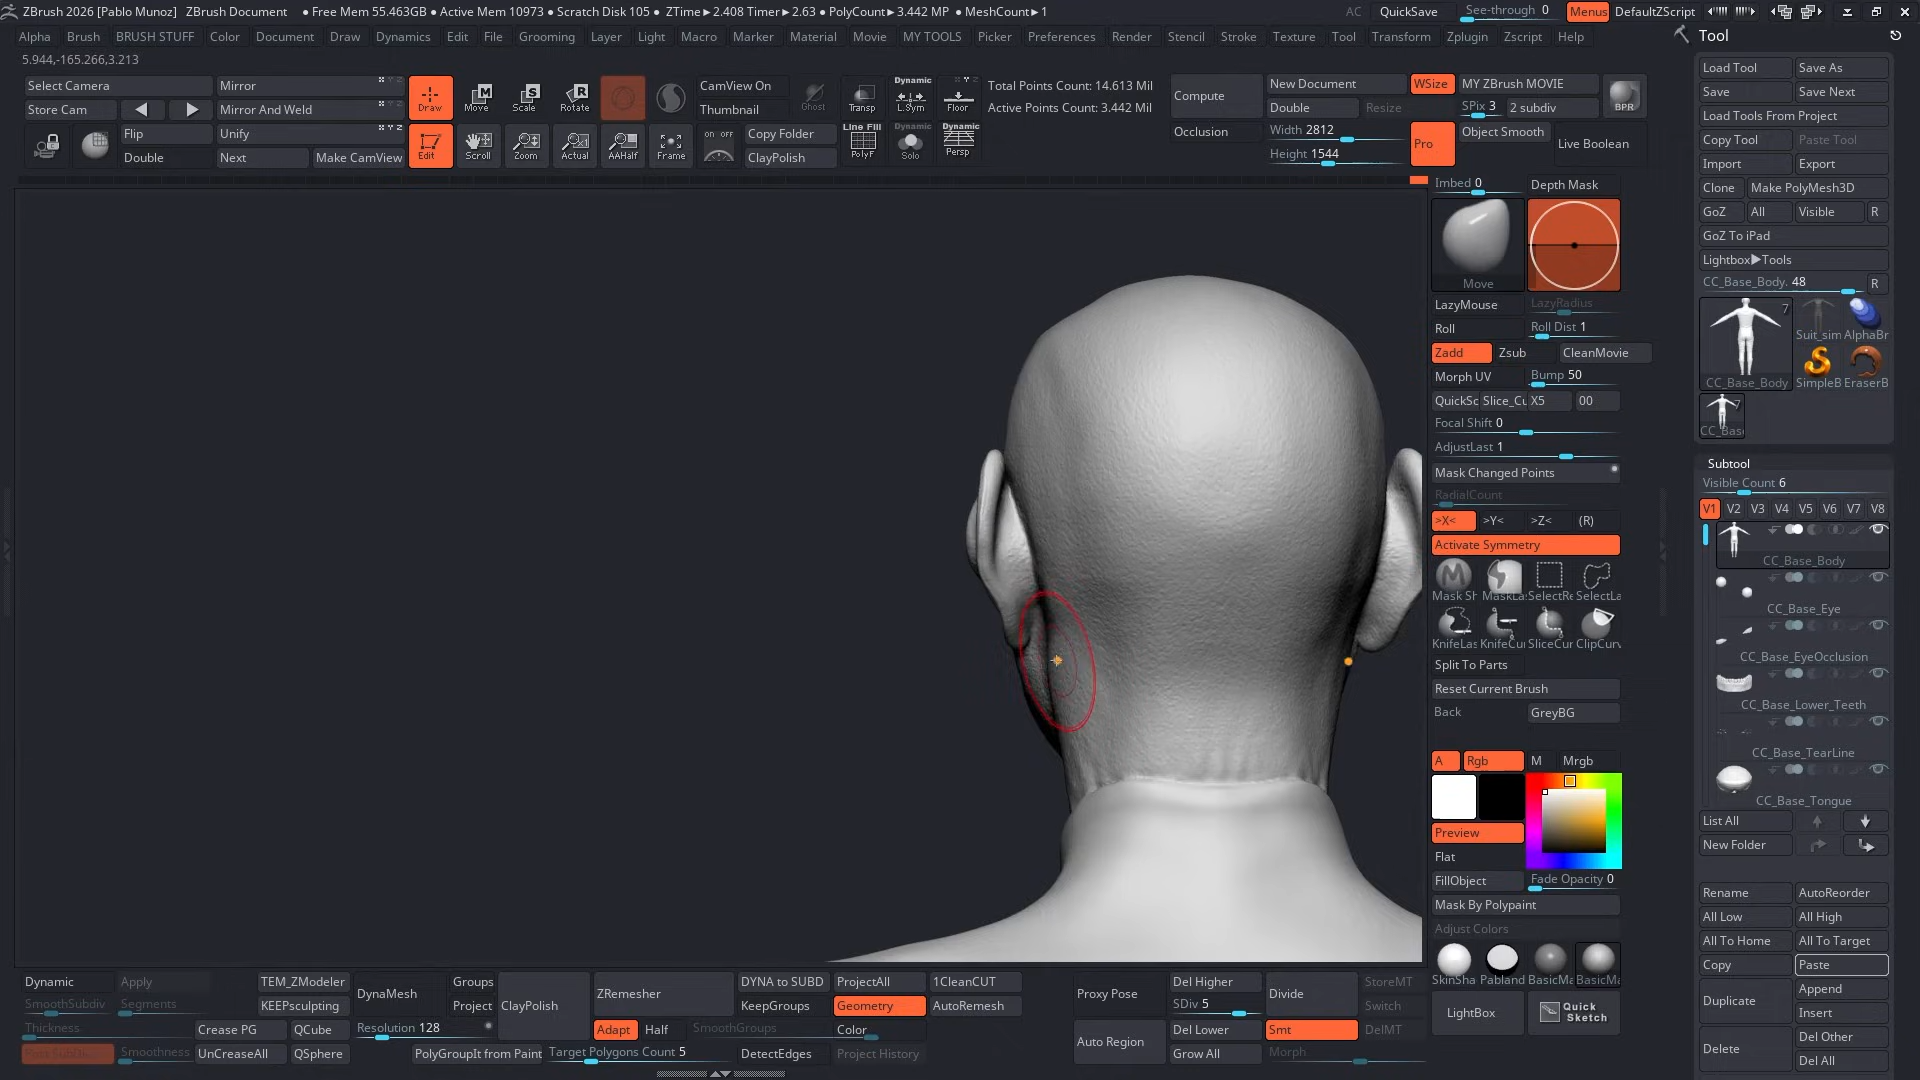 ZBrush 2026 [Pablo Munoz] ZBrush Document ● Free Mem 55.463GB ● Active Mem 10973 ● Scratch Disk 105 ● ZTime►2.408 Timer►2.63 ● PolyCount►3.442 MP ● MeshCount►1 AC QuickSave See-through 0 Menus DefaultZScript
Alpha Brush BRUSH STUFF Color Document Draw Dynamics Edit File Grooming Layer Light Macro Marker Material Movie MY TOOLS Picker Preferences Render Stencil Stroke Texture Tool Transform Zplugin Zscript Help
5.944,-165.266,3.213
Select Camera Mirror
Store Cam Mirror And Weld
Flip Unify
Double Next Make CamView
Draw Move Scale Rotate
Edit Scroll Zoom Actual AAHalf Frame
CamView On
Thumbnail
Ghost
on off
Copy Folder
ClayPolish
Transp
Dynamic
L.Sym
Floor
Line Fill
PolyF
Dynamic
Solo
Dynamic
Persp
Total Points Count: 14.613 Mil
Active Points Count: 3.442 Mil
Compute
Occlusion
New Document WSize MY ZBrush MOVIE
Double Resize SPix 3 2 subdiv
BPR
Width 2812
Height 1544
Pro
Object Smooth
Live Boolean
Imbed 0 Depth Mask
Move
LazyMouse LazyRadius
Roll Roll Dist 1
Zadd Zsub CleanMovie
Morph UV Bump 50
QuickSc Slice_Cu X5 00
Focal Shift 0
AdjustLast 1
Mask Changed Points
RadialCount
>X< >Y< >Z< (R)
Activate Symmetry
Mask Sh MaskLa SelectRe SelectLa
KnifeLas KnifeCu SliceCur ClipCurv
Split To Parts
Reset Current Brush
Back GreyBG
A Rgb M Mrgb
Preview
Flat
FillObject Fade Opacity 0
Mask By Polypaint
Adjust Colors
SkinSha Pabland BasicMa BasicMa
LightBox Quick Sketch
Tool
Load Tool Save As
Save Save Next
Load Tools From Project
Copy Tool Paste Tool
Import Export
Clone Make PolyMesh3D
GoZ All Visible R
GoZ To iPad
Lightbox►Tools
CC_Base_Body. 48 R
7
CC_Base_Body
Suit_sim AlphaBr
SimpleB EraserB
7
CC_Bas
Subtool
Visible Count 6
V1 V2 V3 V4 V5 V6 V7 V8
CC_Base_Body
CC_Base_Eye
CC_Base_EyeOcclusion
CC_Base_Lower_Teeth
CC_Base_TearLine
CC_Base_Tongue
List All
New Folder
Rename AutoReorder
All Low All High
All To Home All To Target
Copy Paste
Duplicate
Append
Insert
Delete
Del Other
Del All
Dynamic Apply
SmoothSubdiv Segments
Thickness
Smoothness
Crease PG
UnCreaseAll
TEM_ZModeler
KEEPsculpting
QCube
QSphere
DynaMesh
Groups
Project
Resolution 128
PolyGroupIt from Paint
ClayPolish
ZRemesher
Adapt Half SmoothGroups
Target Polygons Count 5
DYNA to SUBD ProjectAll 1CleanCUT
KeepGroups Geometry AutoRemesh
Color
DetectEdges Project History
Proxy Pose
Auto Region
Del Higher
SDiv 5
Del Lower
Grow All
Divide
Smt
Morph
StoreMT
Switch
DelMT